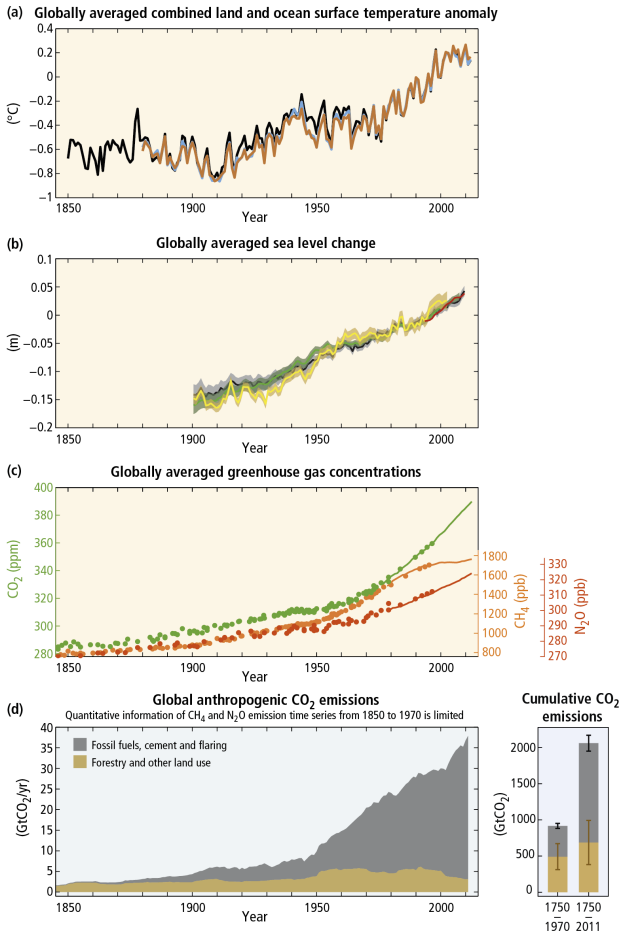 (a) Globally averaged combined land and ocean surface temperature anomaly
0.4
0.2
0
−0.2
−0.4
−0.6
−0.8
−1
(°C)
1850 1900 1950 2000
Year
(b) Globally averaged sea level change
0.1
0.05
0
−0.05
−0.1
−0.15
−0.2
(m)
1850 1900 1950 2000
Year
(c) Globally averaged greenhouse gas concentrations
400
380
360
340
320
300
280
CO2 (ppm)
1800
1600
1400
1200
1000
800
CH4 (ppb)
330
320
310
300
290
280
270
260
N2O (ppb)
1850 1900 1950 2000
Year
(d) Global anthropogenic CO2 emissions
Quantitative information of CH4 and N2O emission time series from 1850 to 1970 is limited
40
35
30
25
20
15
10
5
0
(GtCO2/yr)
Fossil fuels, cement and flaring
Forestry and other land use
1850 1900 1950 2000
Year
Cumulative CO2
emissions
2000
1500
1000
500
0
(GtCO2)
1750 1750
– –
1970 2011